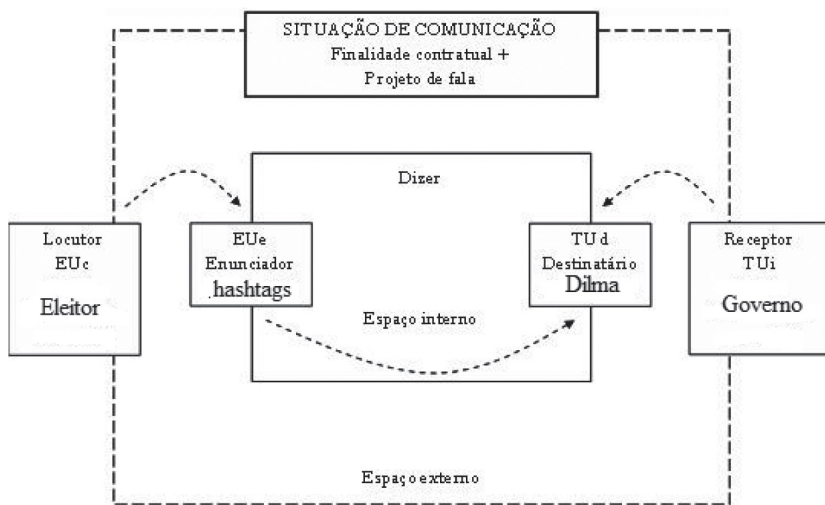 SITUAÇÃO DE COMUNICAÇÃO
Finalidade contratual +
Projeto de fala
Dizer
Locutor
EUc
Eleitor
EUe
Enunciador
.hashtags
TUd
Destinatário
Dilma
Receptor
TUi
Governo
Espaço interno
Espaço externo